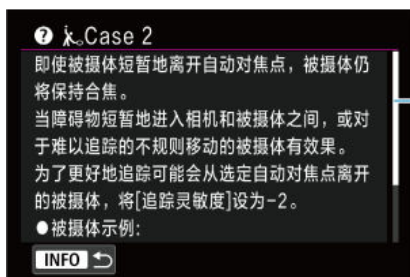 Case 2
即使被摄体短暂地离开自动对焦点，被摄体仍
将保持合焦。
当障碍物短暂地进入相机和被摄体之间，或对
于难以追踪的不规则移动的被摄体有效果。
为了更好地追踪可能会从选定自动对焦点离开
的被摄体，将[追踪灵敏度]设为-2。
●被摄体示例:
INFO